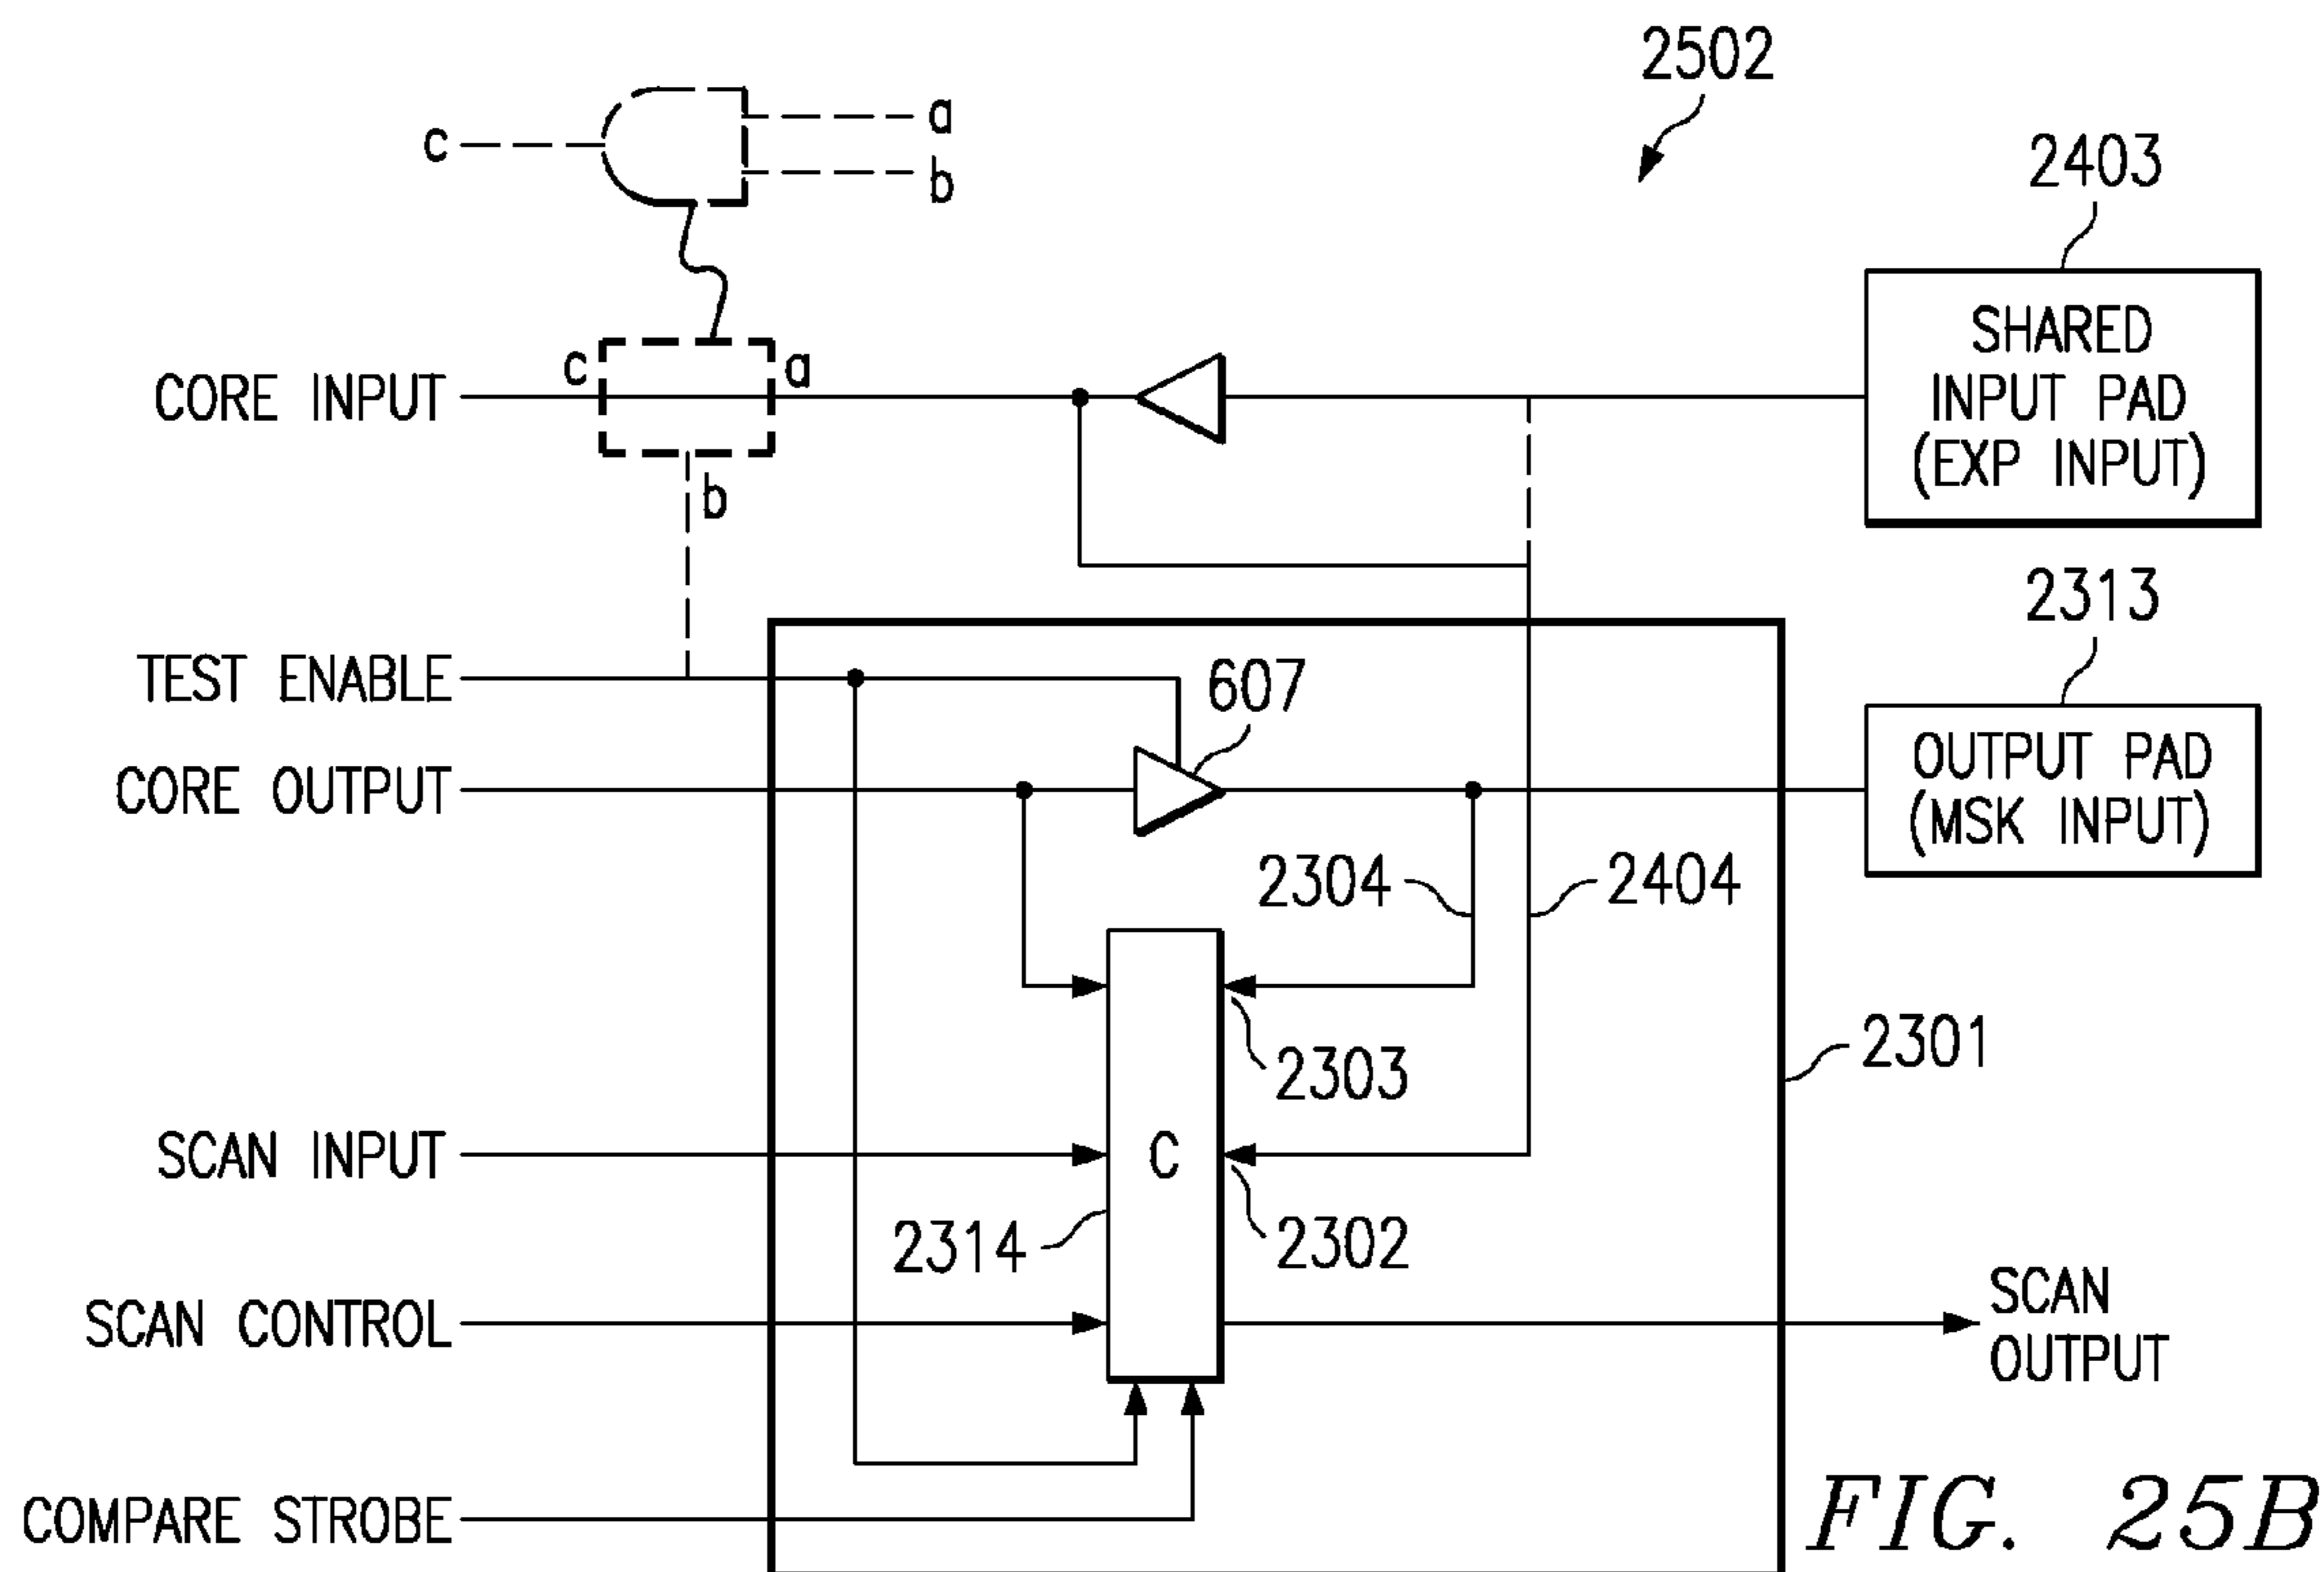 2502
c
a
b
2403
SHARED
INPUT PAD
(EXP INPUT)
c
a
CORE INPUT
b
2313
TEST ENABLE
607
OUTPUT PAD
(MSK INPUT)
CORE OUTPUT
2304
2404
2303
2301
SCAN INPUT
C
2314
2302
SCAN CONTROL
SCAN
OUTPUT
COMPARE STROBE
FIG. 25B